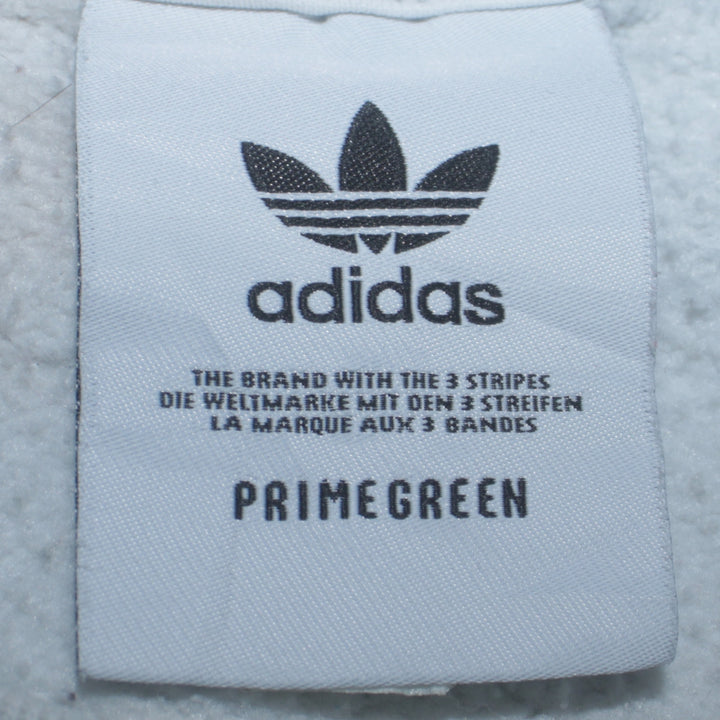 adidas
THE BRAND WITH THE 3 STRIPES
DIE WELTMARKE MIT DEN 3 STREIFEN
LA MARQUE AUX 3 BANDES
PRIMEGREEN